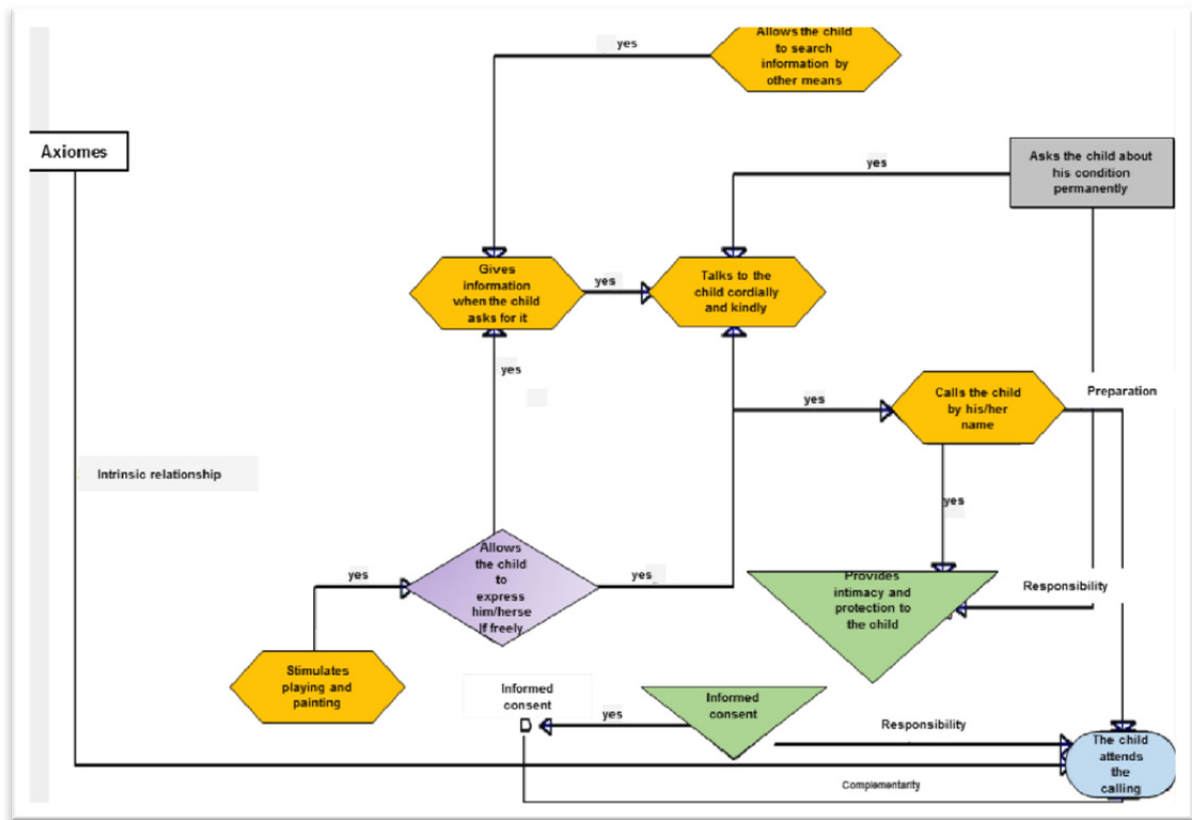 yes
Allows the child
to search
information by
other means
Axiomes
yes
Asks the child about
his condition
permanently
Gives
information
when the child
asks for it
yes
Talks to the
child cordially
and kindly
yes
yes
Calls the child
by his/her
name
Preparation
Intrinsic relationship
yes
Allows
the child
to
express
him/herse
lf freely
yes
yes
Provides
intimacy and
protection to
the child
Responsibility
Stimulates
playing and
painting
Informed
consent
D
yes
Informed
consent
Responsibility
The child
attends
the
calling
Complementarity